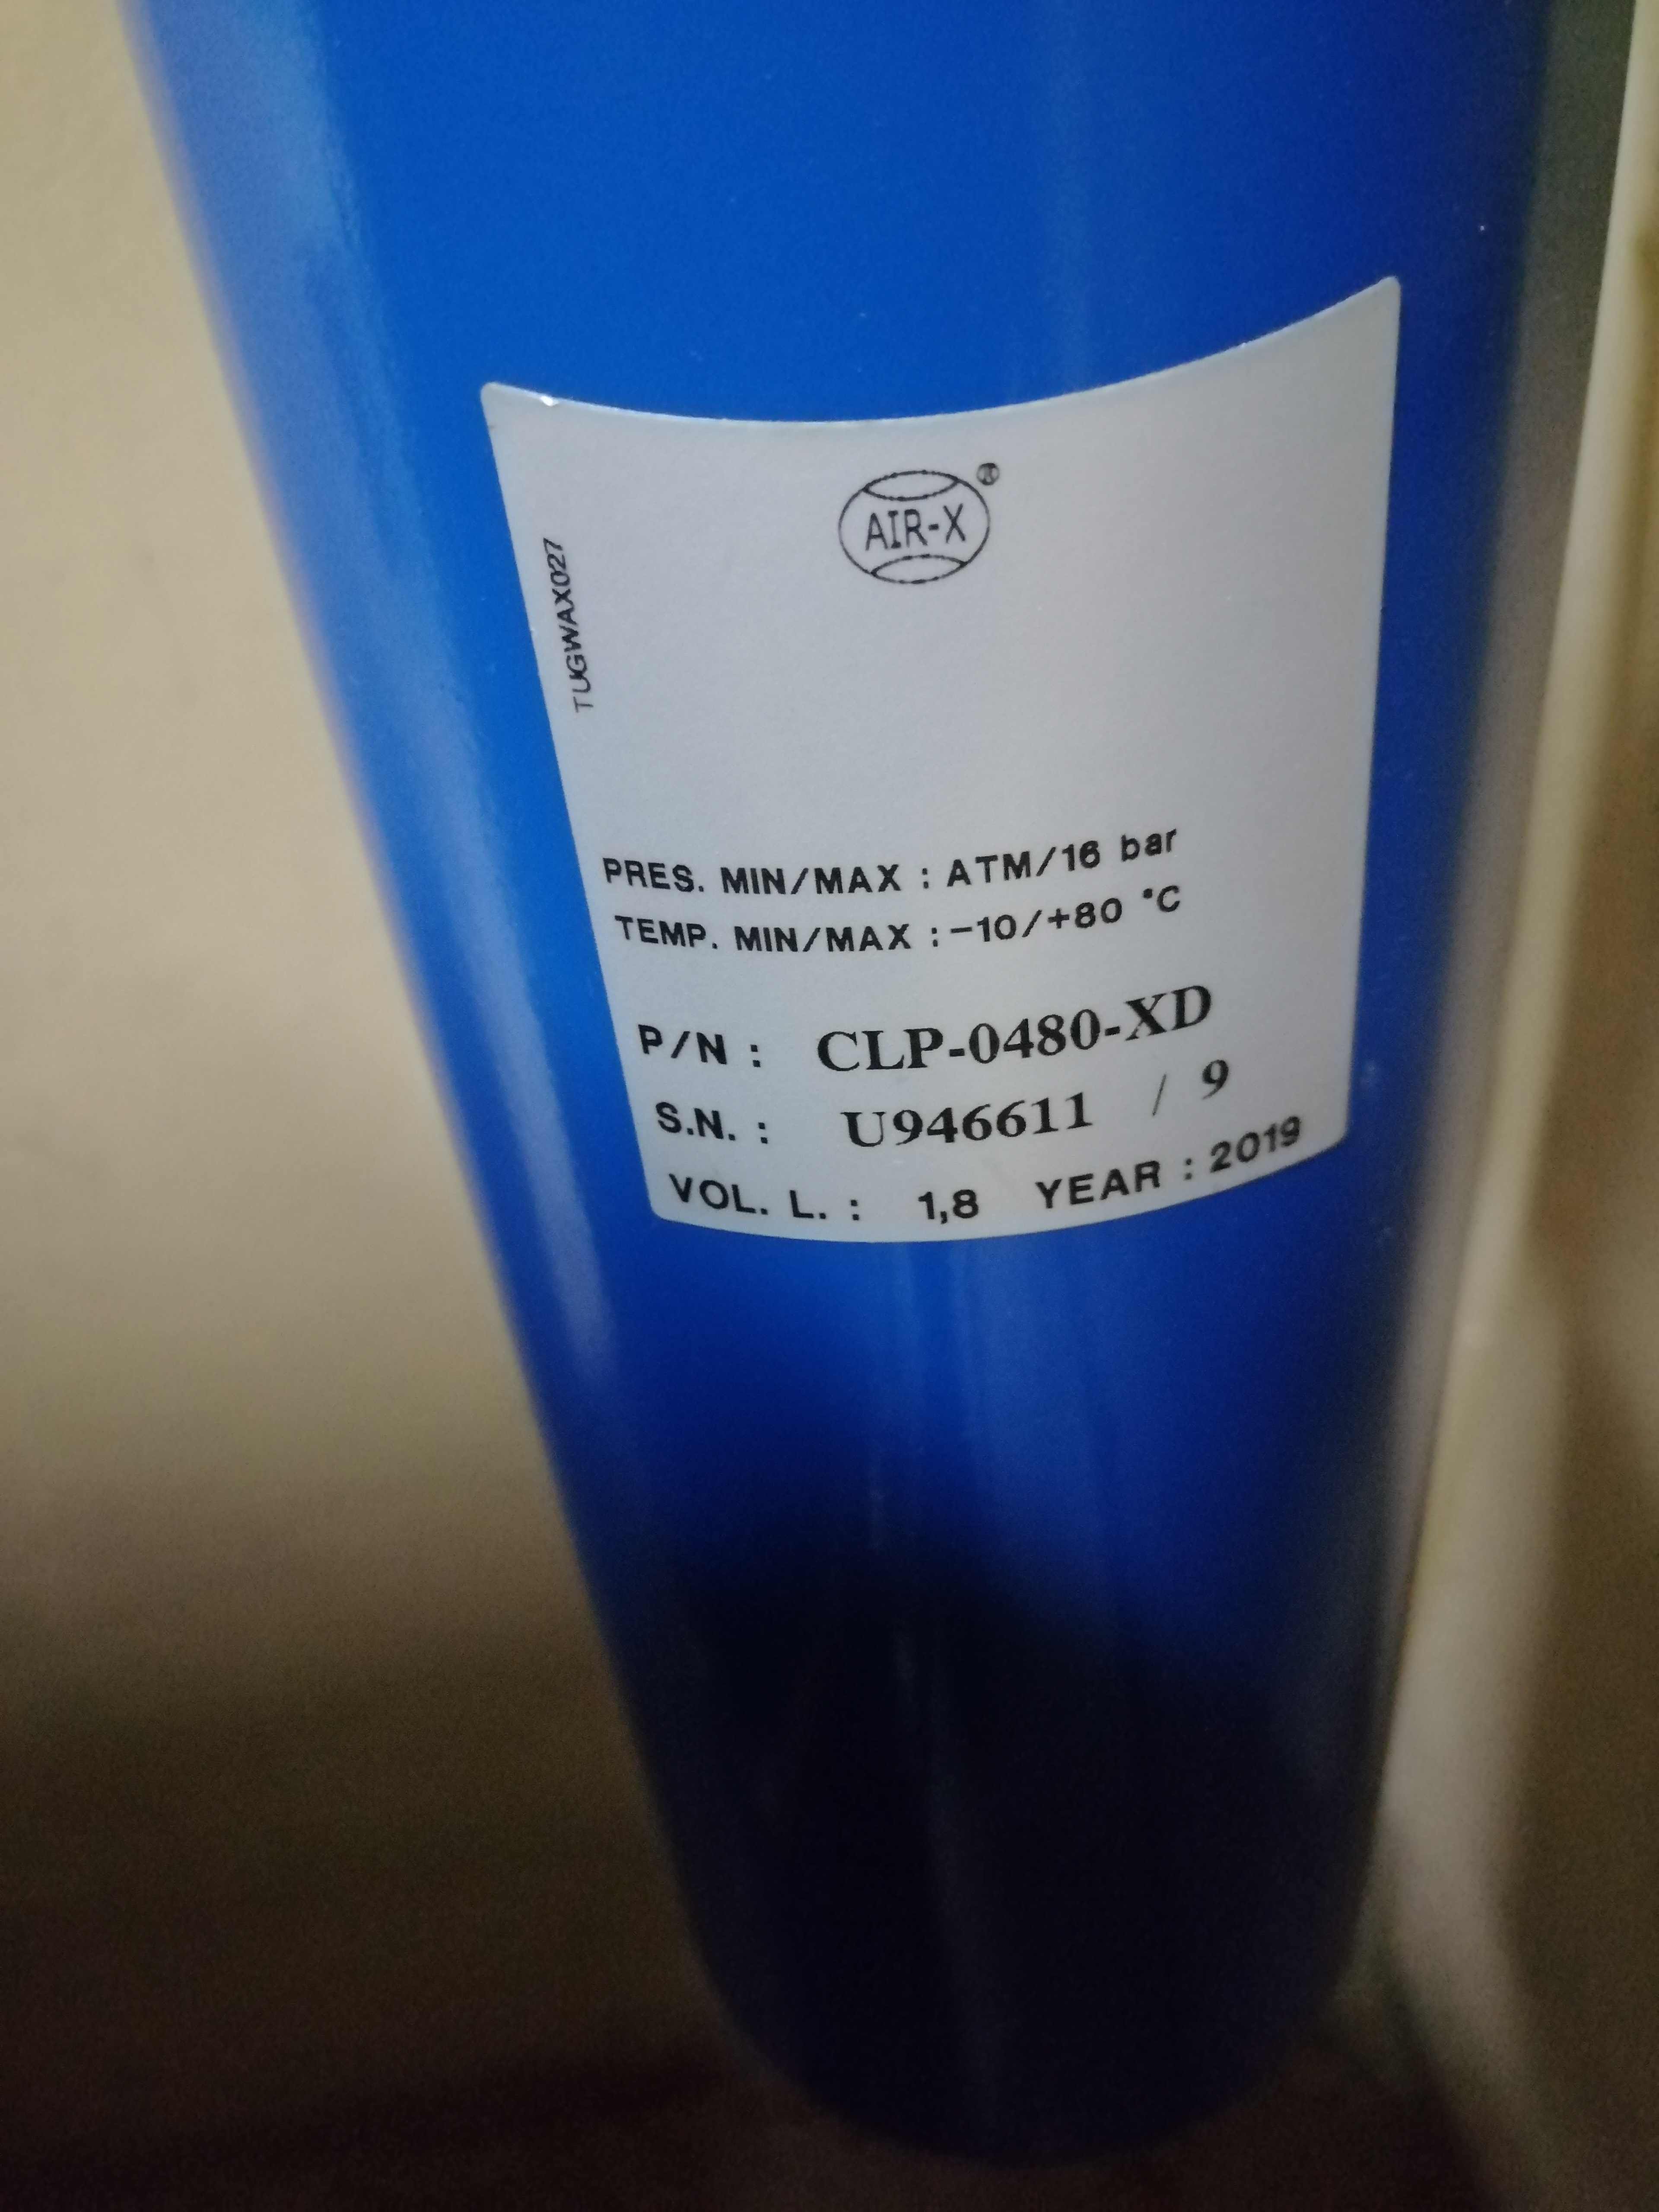 AIR-X®
TUGWAX027
PRES. MIN/MAX : ATM/16 bar
TEMP. MIN/MAX : -10/+80 °C
P/N : CLP-0480-XD
S.N. : U946611 / 9
VOL. L. : 1,8 YEAR : 2019